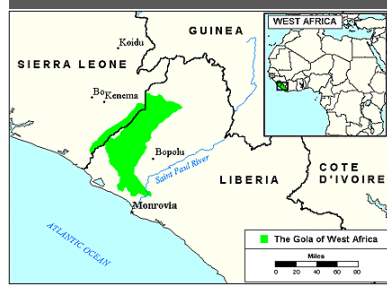 WEST AFRICA
GUINEA
Koidu
SIERRA LEONE
Bo
Kenema
Bopolu
Saint Paul River
LIBERIA
COTE
D'IVOIRE
Monrovia
ATLANTIC OCEAN
The Gola of West Africa
Miles
0 20 40 60 80